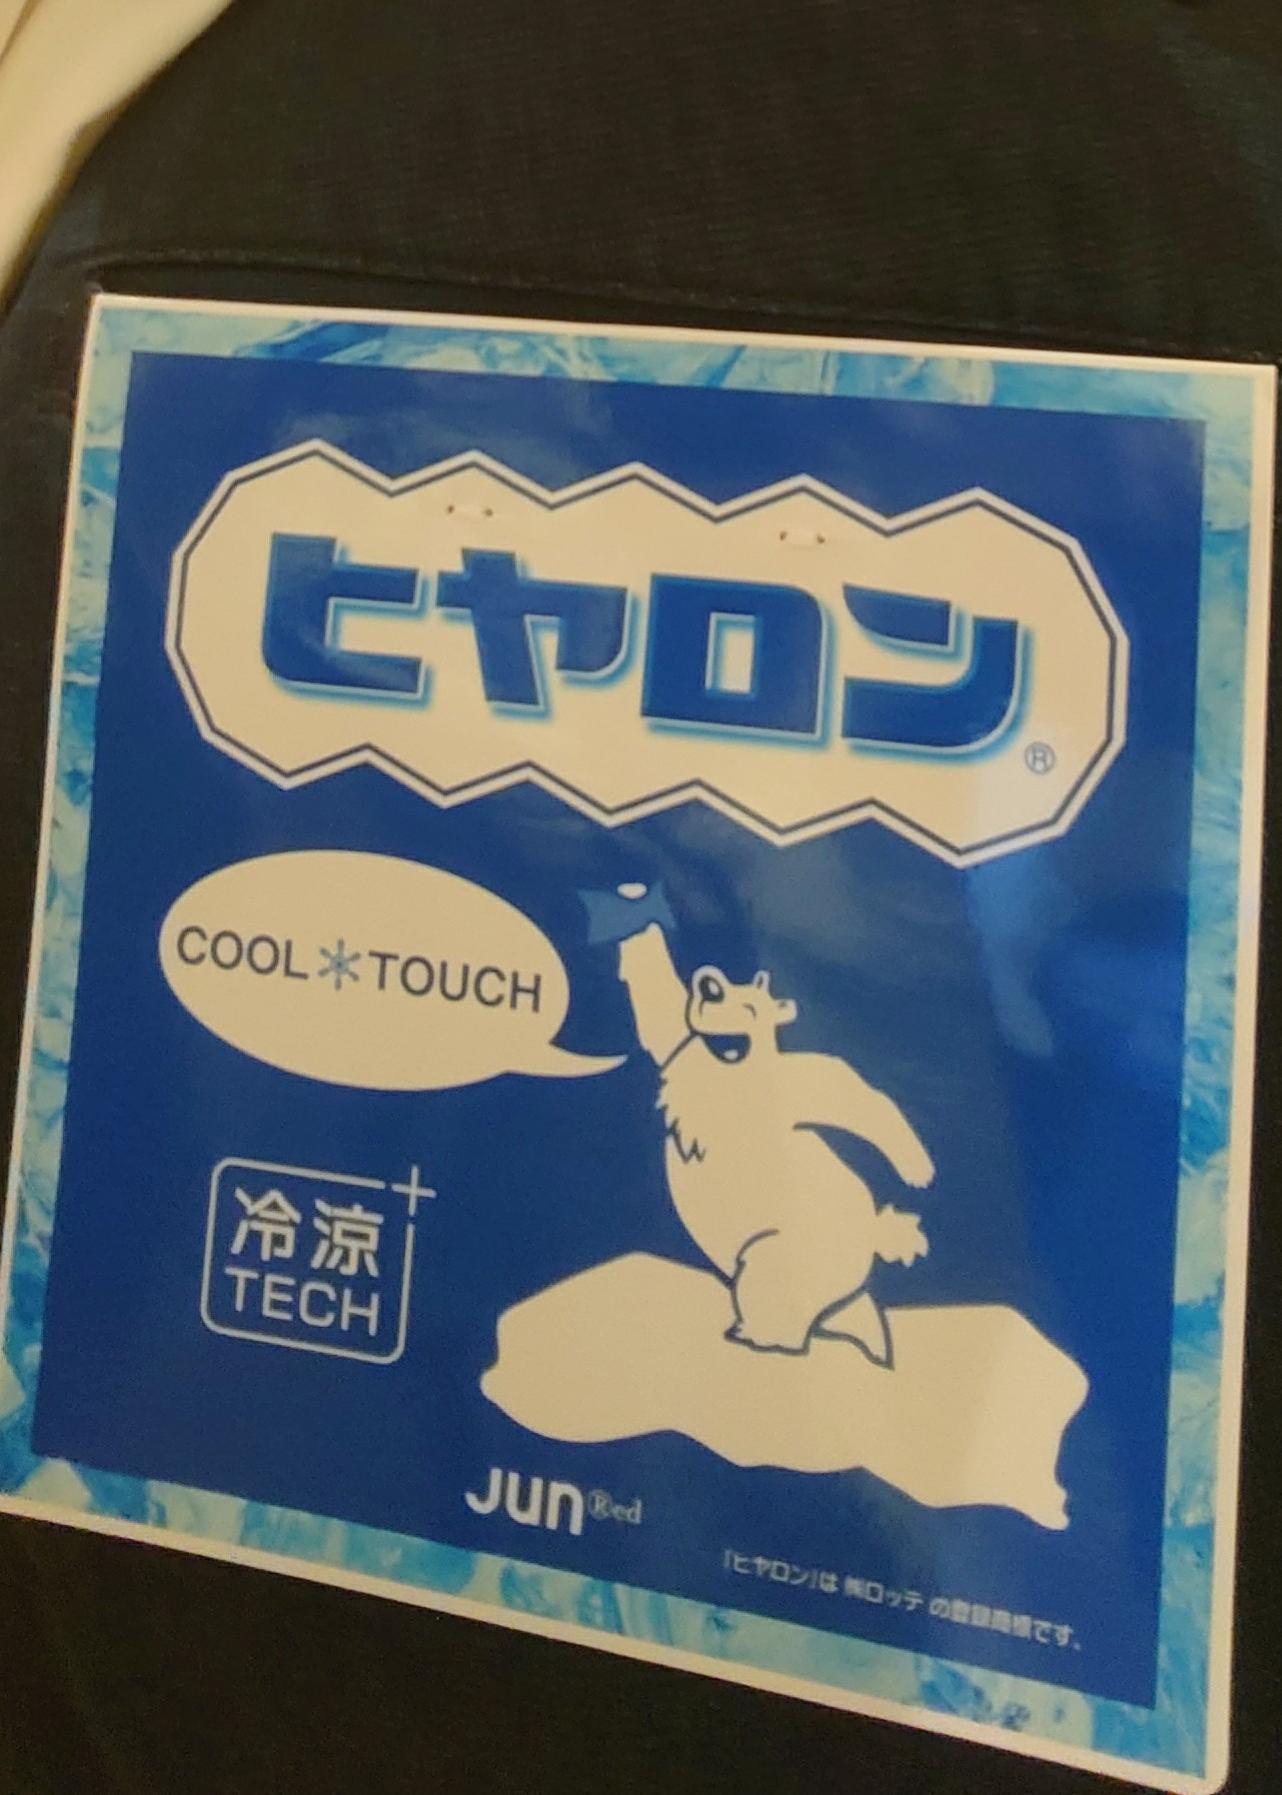 ヒヤロン®
COOL＊TOUCH
冷涼+
TECH
JUN®ed
「ヒヤロン」は ㈱ロッテ の登録商標です。